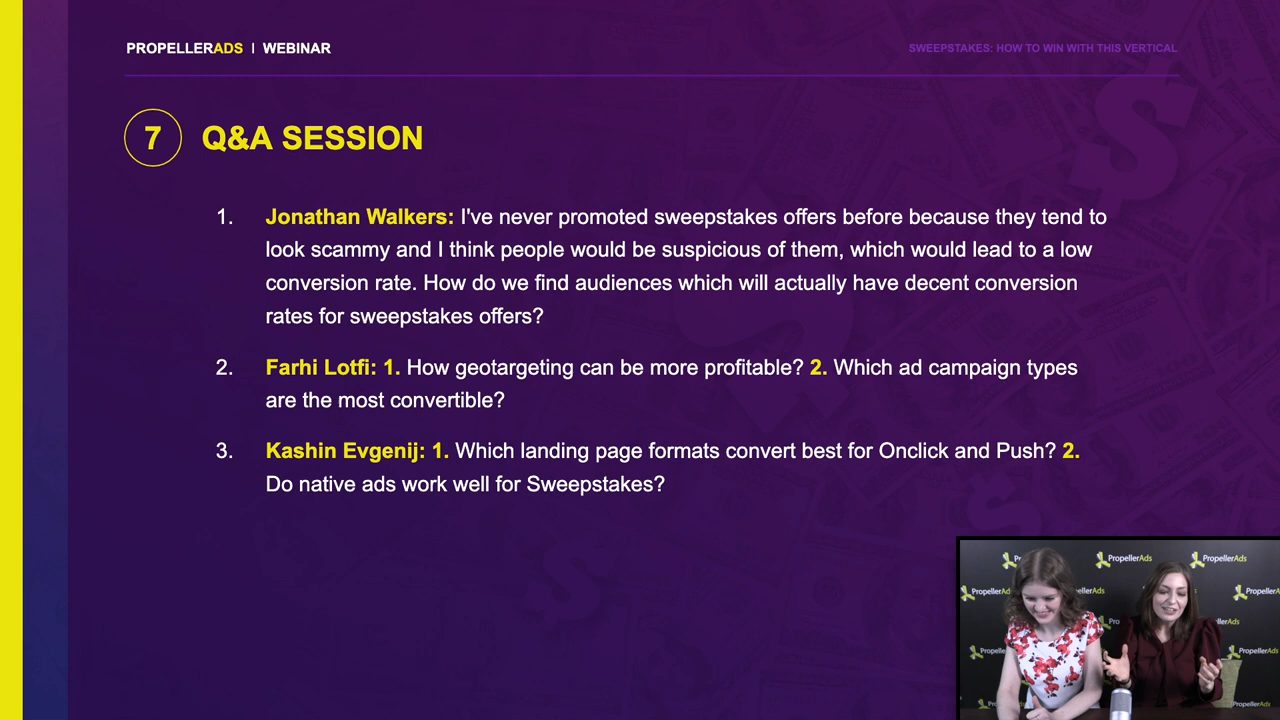 PROPELLERADS | WEBINAR
SWEEPSTAKES: HOW TO WIN WITH THIS VERTICAL
7 Q&A SESSION
1. Jonathan Walkers: I've never promoted sweepstakes offers before because they tend to
look scammy and I think people would be suspicious of them, which would lead to a low
conversion rate. How do we find audiences which will actually have decent conversion
rates for sweepstakes offers?
2. Farhi Lotfi: 1. How geotargeting can be more profitable? 2. Which ad campaign types
are the most convertible?
3. Kashin Evgenij: 1. Which landing page formats convert best for Onclick and Push? 2.
Do native ads work well for Sweepstakes?
PropellerAds
PropellerAds
PropellerAds